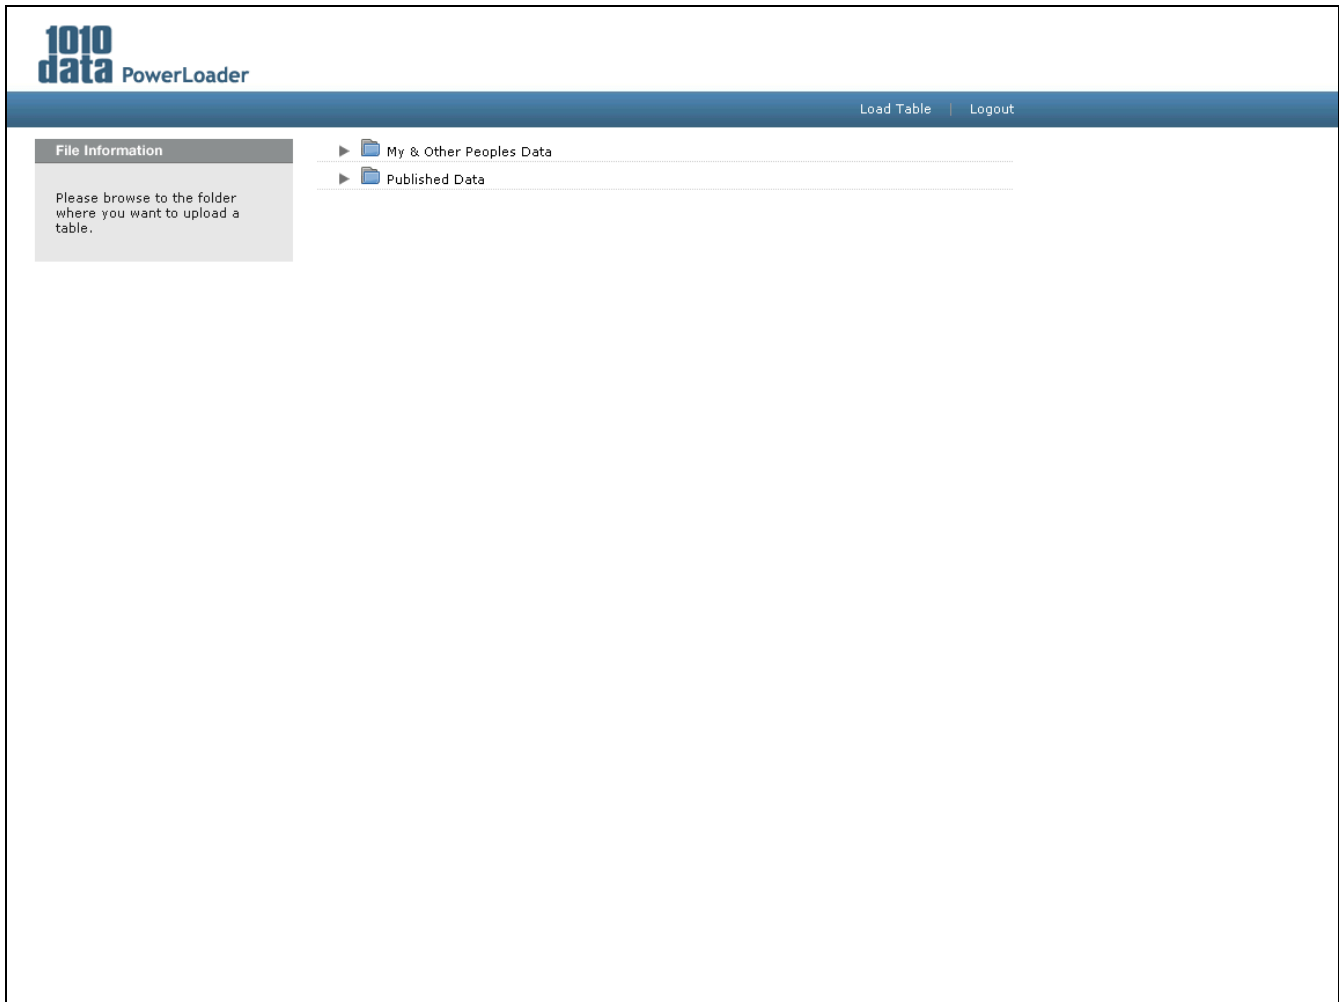 1010
data PowerLoader
Load Table | Logout
File Information
Please browse to the folder
where you want to upload a
table.
My & Other Peoples Data
Published Data